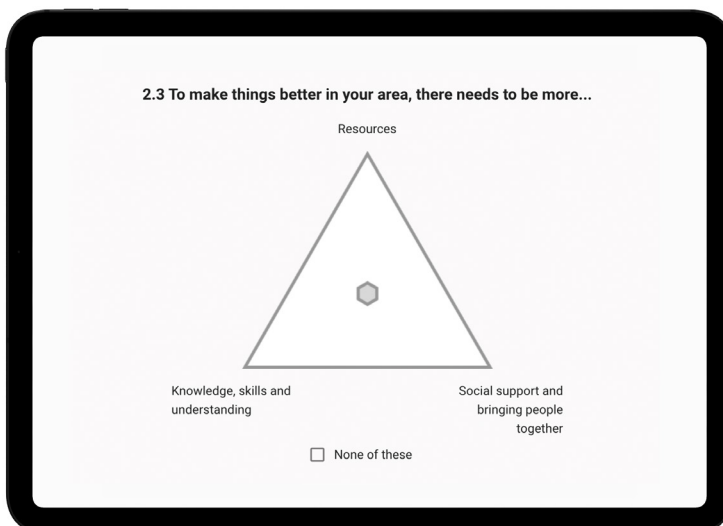 2.3 To make things better in your area, there needs to be more...
Resources
Knowledge, skills and
understanding
Social support and
bringing people
together
None of these